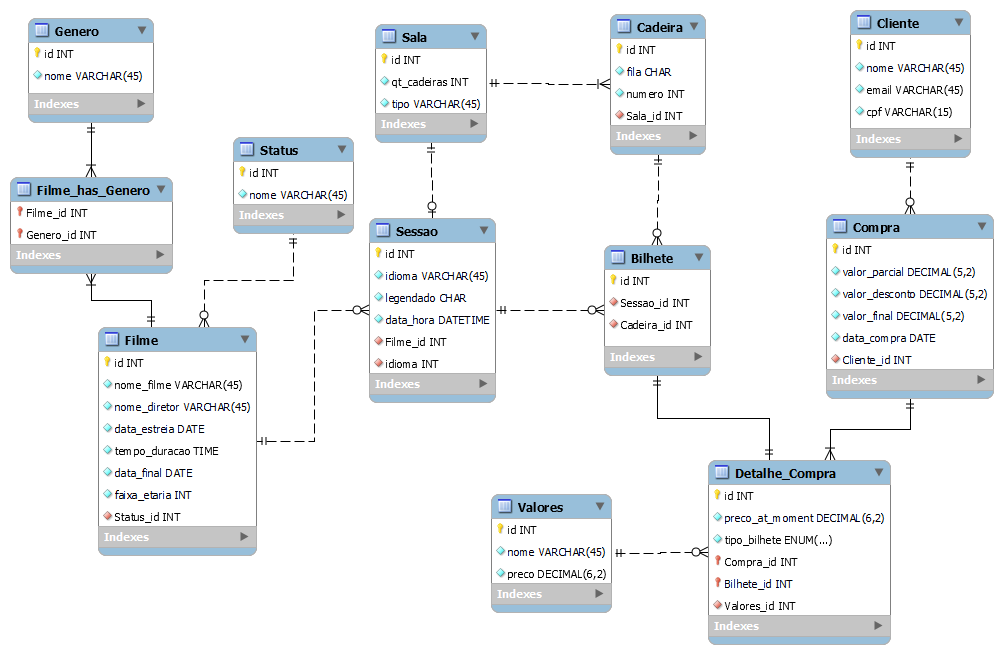 Genero
id INT
nome VARCHAR(45)
Indexes
Filme_has_Genero
Filme_id INT
Genero_id INT
Indexes
Status
id INT
nome VARCHAR(45)
Indexes
Filme
id INT
nome_filme VARCHAR(45)
nome_diretor VARCHAR(45)
data_estreia DATE
tempo_duracao TIME
data_final DATE
faixa_etaria INT
Status_id INT
Indexes
Sala
id INT
qt_cadeiras INT
tipo VARCHAR(45)
Indexes
Sessao
id INT
idioma VARCHAR(45)
legendado CHAR
data_hora DATETIME
Filme_id INT
idioma INT
Indexes
Cadeira
id INT
fila CHAR
numero INT
Sala_id INT
Indexes
Bilhete
id INT
Sessao_id INT
Cadeira_id INT
Indexes
Cliente
id INT
nome VARCHAR(45)
email VARCHAR(45)
cpf VARCHAR(15)
Indexes
Compra
id INT
valor_parcial DECIMAL(5,2)
valor_desconto DECIMAL(5,2)
valor_final DECIMAL(5,2)
data_compra DATE
Cliente_id INT
Indexes
Valores
id INT
nome VARCHAR(45)
preco DECIMAL(6,2)
Indexes
Detalhe_Compra
id INT
preco_at_moment DECIMAL(6,2)
tipo_bilhete ENUM(...)
Compra_id INT
Bilhete_id INT
Valores_id INT
Indexes